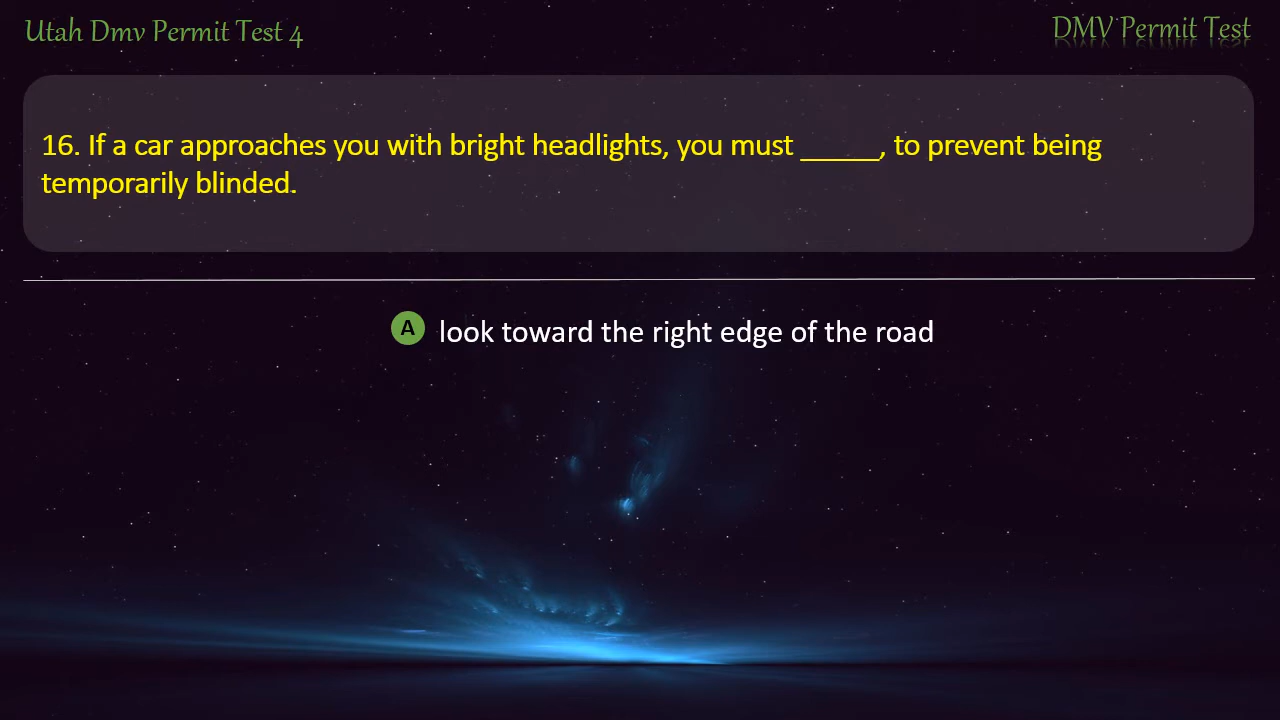 Utah Dmv Permit Test 4
DMV Permit Test
16. If a car approaches you with bright headlights, you must _____, to prevent being
temporarily blinded.
A look toward the right edge of the road